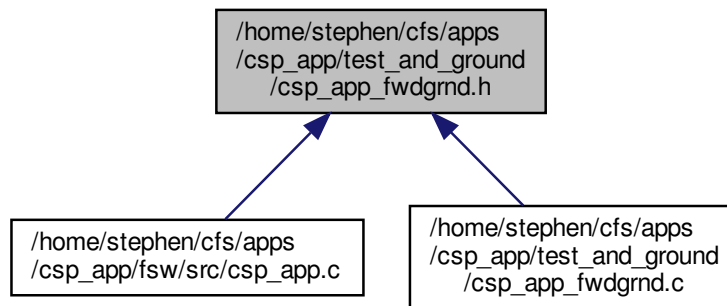 /home/stephen/cfs/apps
/csp_app/test_and_ground
/csp_app_fwdgrnd.h
/home/stephen/cfs/apps
/csp_app/fsw/src/csp_app.c
/home/stephen/cfs/apps
/csp_app/test_and_ground
/csp_app_fwdgrnd.c